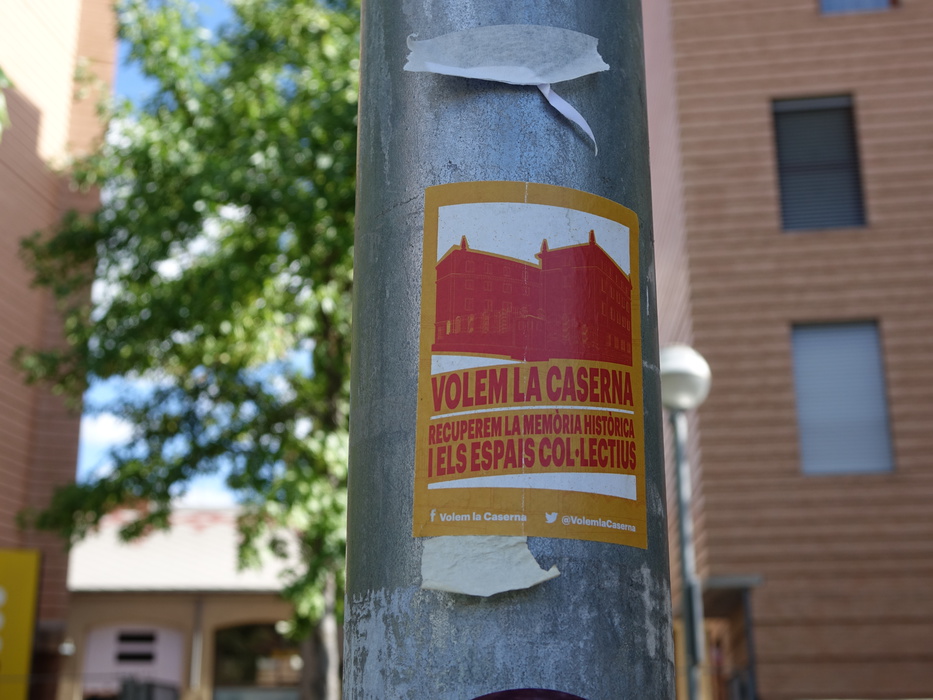 VOLEM LA CASERNA
RECUPEREM LA MEMÒRIA HISTÒRICA
I ELS ESPAIS COL·LECTIUS
f Volem la Caserna @VolemlaCaserna